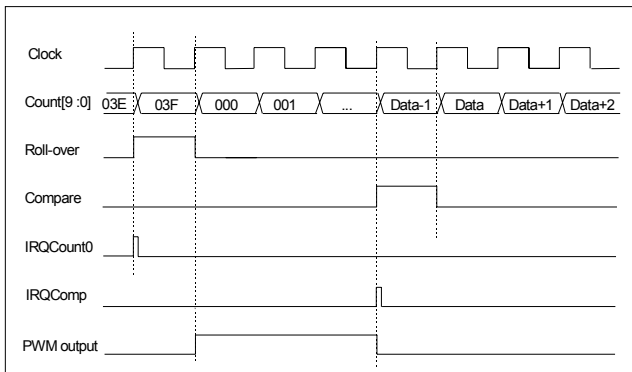 Clock
Count[9 :0] 03E 03F 000 001 ... Data-1 Data Data+1 Data+2
Roll-over
Compare
IRQCount0
IRQComp
PWM output